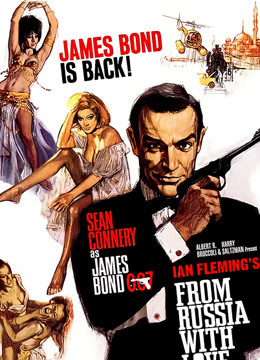 JAMES BOND
IS BACK!
SEAN
CONNERY
as
JAMES
BOND 007
ALBERT R. HARRY
BROCCOLI & SALTZMAN Present
IAN FLEMING'S
FROM
RUSSIA
WITH
LOVE